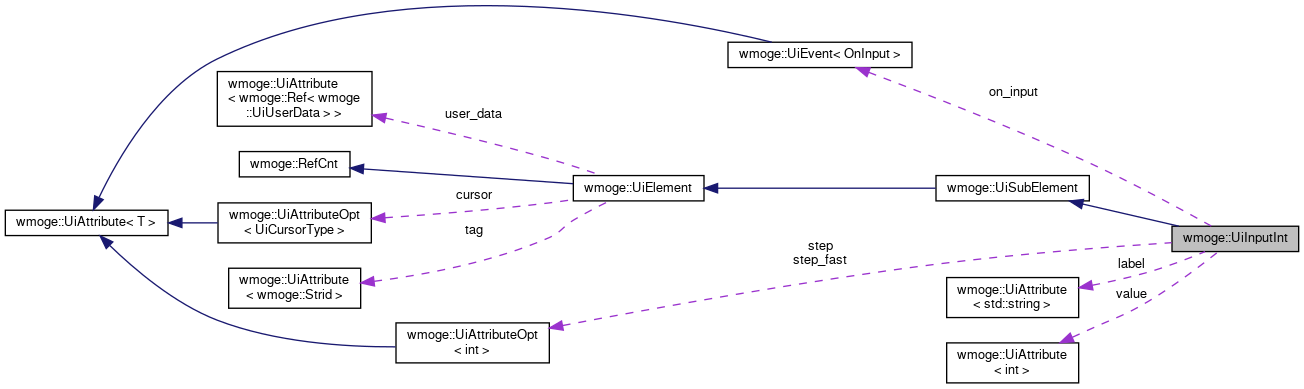 wmoge::UiEvent< OnInput >
on_input
wmoge::UiAttribute
< wmoge::Ref< wmoge
::UiUserData > >
user_data
wmoge::RefCnt
wmoge::UiElement
wmoge::UiSubElement
cursor
wmoge::UiAttribute< T >
wmoge::UiAttributeOpt
< UiCursorType >
tag
wmoge::UiInputInt
step
step_fast
label
wmoge::UiAttribute
< wmoge::Strid >
wmoge::UiAttribute
< std::string >
value
wmoge::UiAttributeOpt
< int >
wmoge::UiAttribute
< int >